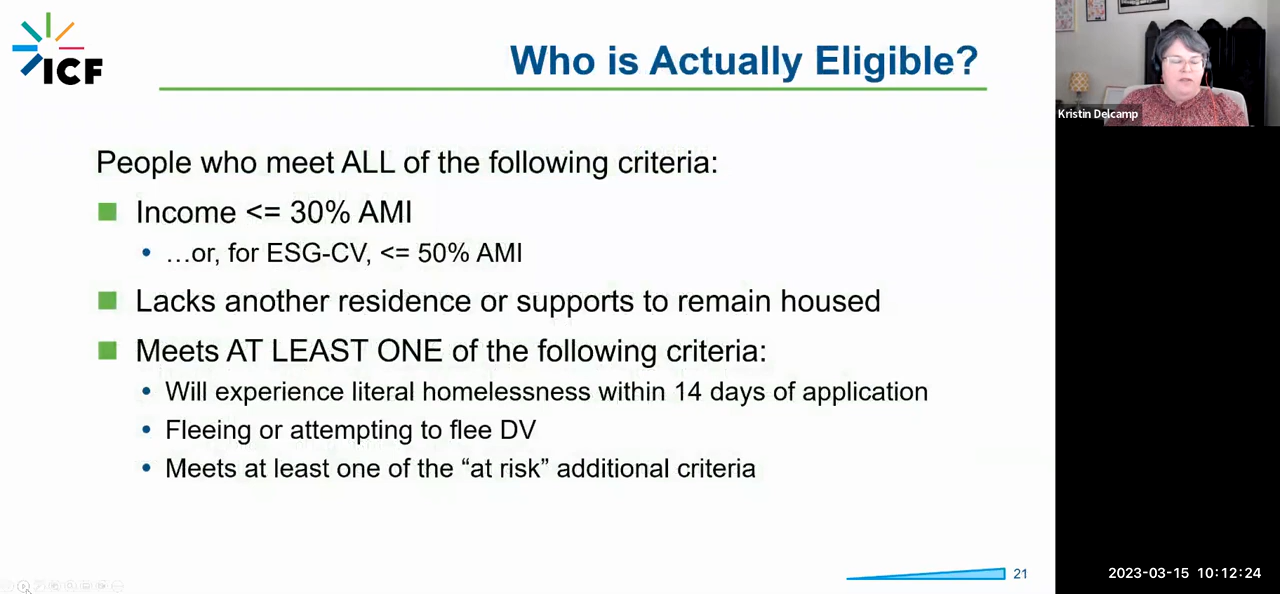 ICF
Who is Actually Eligible?
People who meet ALL of the following criteria:
Income <= 30% AMI
…or, for ESG-CV, <= 50% AMI
Lacks another residence or supports to remain housed
Meets AT LEAST ONE of the following criteria:
Will experience literal homelessness within 14 days of application
Fleeing or attempting to flee DV
Meets at least one of the “at risk” additional criteria
21
Kristin Delcamp
2023-03-15 10:12:24